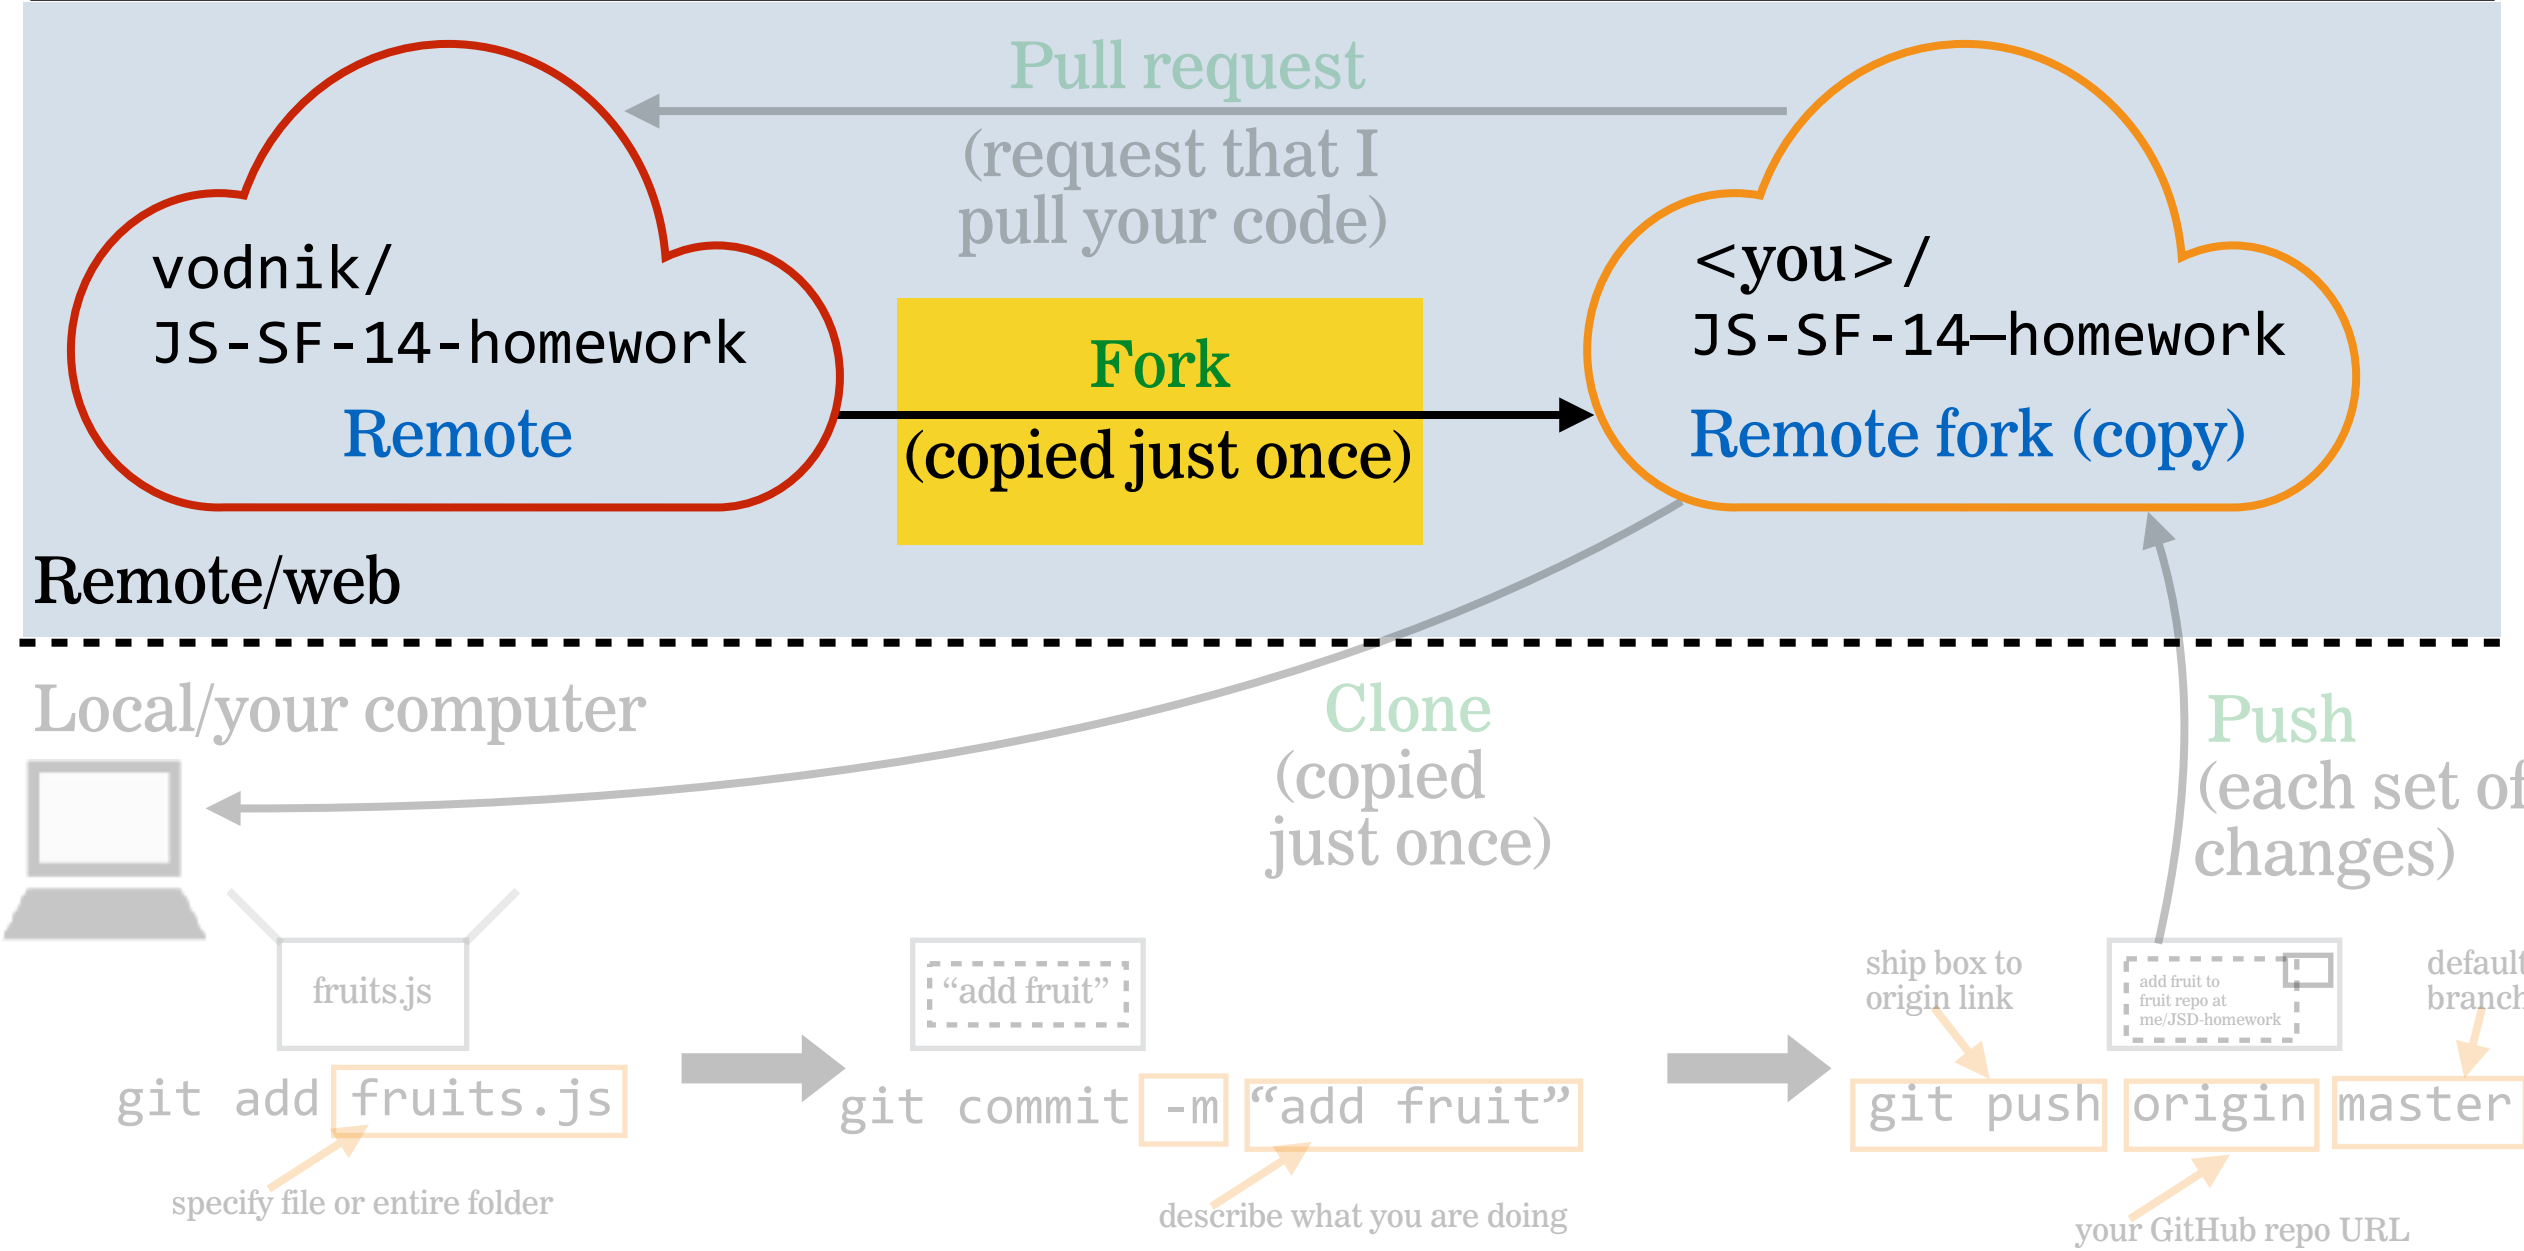 Pull request
(request that I
pull your code)
vodnik/
JS-SF-14-homework
Remote
Fork
(copied just once)
<you>/
JS-SF-14—homework
Remote fork (copy)
Remote/web
Local/your computer
Clone
(copied
just once)
Push
(each set of
changes)
fruits.js
“add fruit”
ship box to
origin link
add fruit to
fruit repo at
me/JSD-homework
default
branch
git add fruits.js
git commit -m “add fruit”
git push origin master
specify file or entire folder
describe what you are doing
your GitHub repo URL